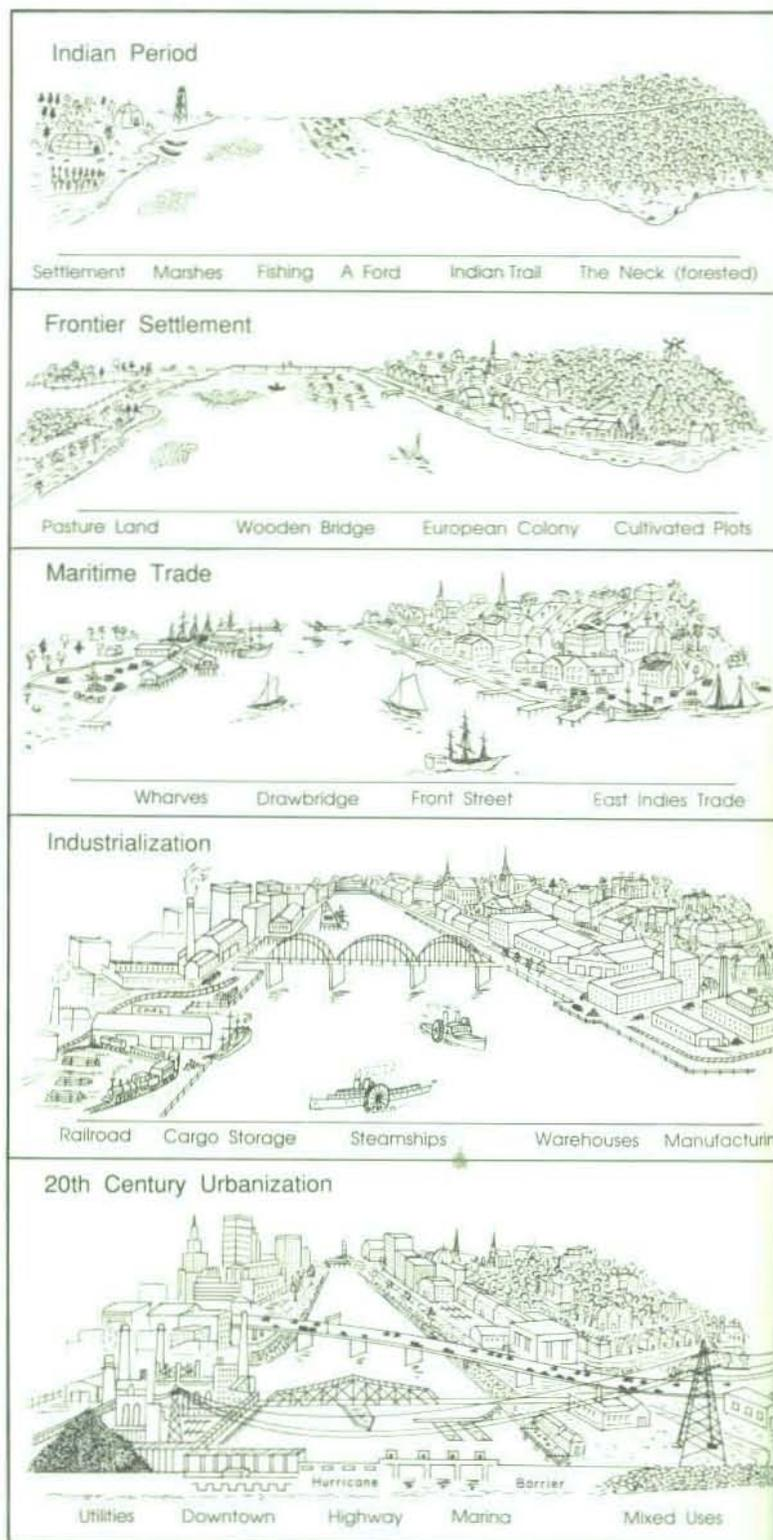 Indian Period
Settlement Marshes Fishing A Ford Indian Trail The Neck (forested)
Frontier Settlement
Pasture Land Wooden Bridge European Colony Cultivated Plots
Maritime Trade
Wharves Drawbridge Front Street East Indies Trade
Industrialization
Railroad Cargo Storage Steamships Warehouses Manufacturin
20th Century Urbanization
Hurricane Barrier
Utilities Downtown Highway Marina Mixed Uses